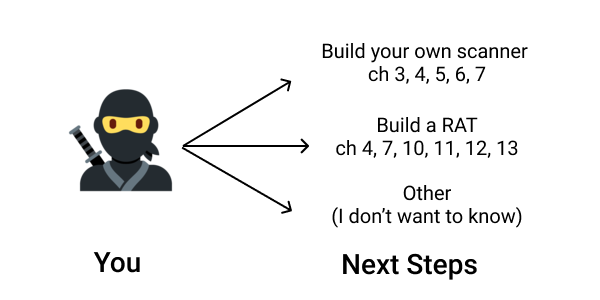 Build your own scanner
ch 3, 4, 5, 6, 7
Build a RAT
ch 4, 7, 10, 11, 12, 13
Other
(I don’t want to know)
You
Next Steps